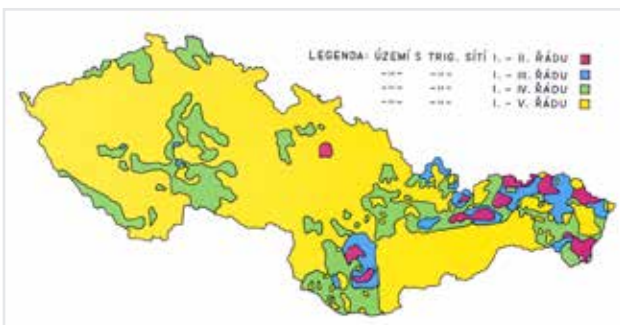 LEGENDA: ÚZEMÍ S TRIG. SÍTÍ I. – II. ŘÁDU
-"- -"- I. – III. ŘÁDU
-"- -"- I. – IV. ŘÁDU
-"- -"- I. – V. ŘÁDU